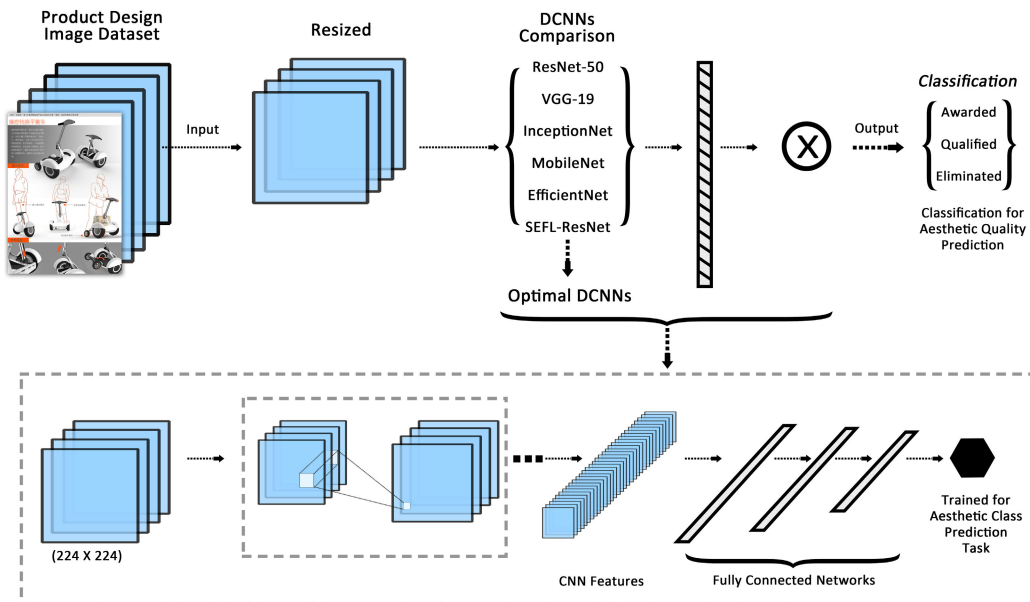 Product Design
Image Dataset
Input
Resized
DCNNs
Comparison
ResNet-50
VGG-19
InceptionNet
MobileNet
EfficientNet
SEFL-ResNet
Optimal DCNNs
X
Output
Classification
Awarded
Qualified
Eliminated
Classification for
Aesthetic Quality
Prediction
(224 X 224)
CNN Features
Fully Connected Networks
Trained for
Aesthetic Class
Prediction
Task